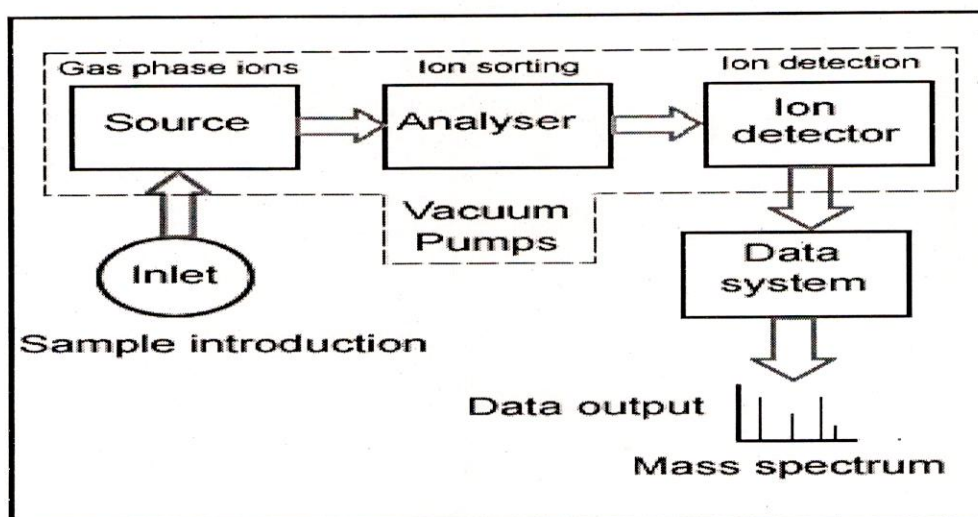 Gas phase ions
Ion sorting
Ion detection
Source
Analyser
Ion
detector
Vacuum
Pumps
Inlet
Data
system
Sample introduction
Data output
Mass spectrum